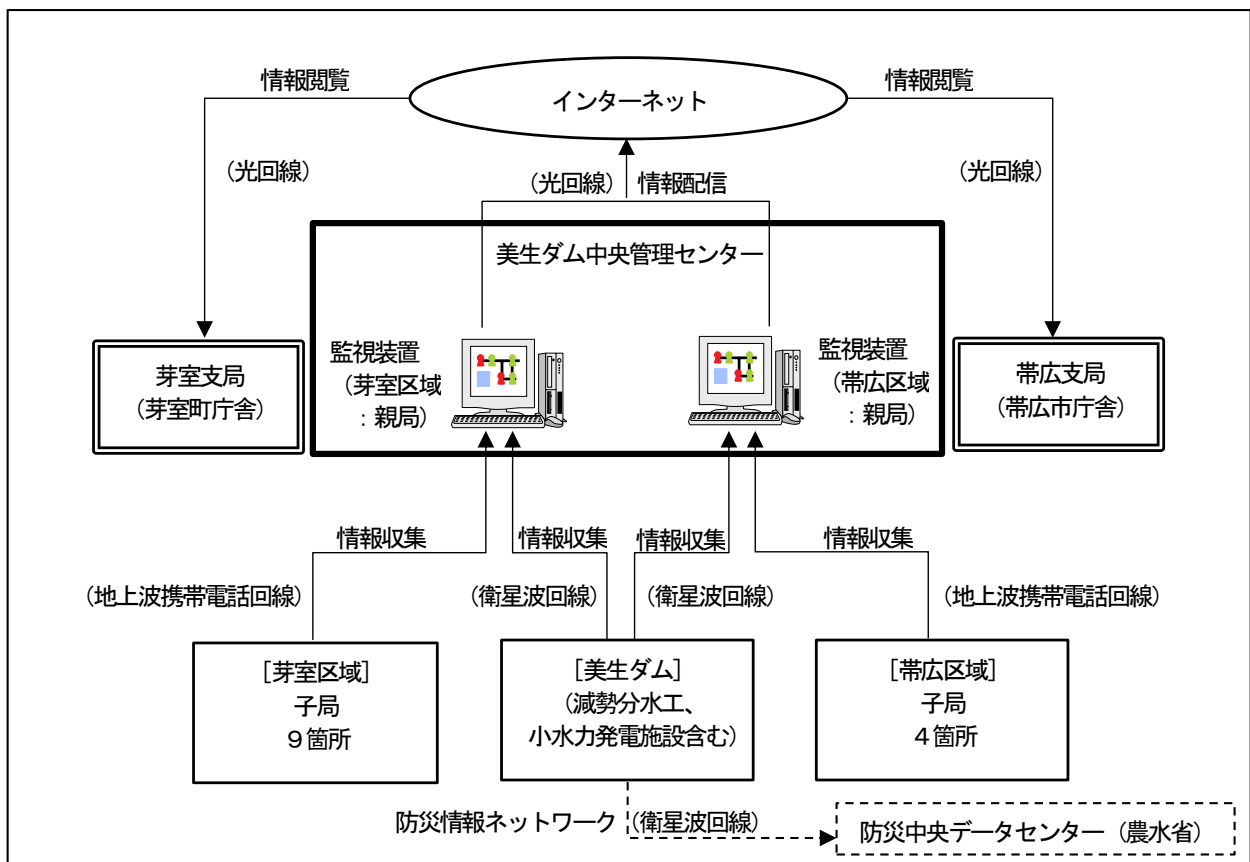 情報閲覧
インターネット
情報閲覧
（光回線）
（光回線）
情報配信
（光回線）
美生ダム中央管理センター
芽室支局
（芽室町庁舎）
監視装置
（芽室区域
：親局）
監視装置
（帯広区域
：親局）
帯広支局
（帯広市庁舎）
情報収集
情報収集
情報収集
情報収集
（地上波携帯電話回線）
（衛星波回線）
（衛星波回線）
（地上波携帯電話回線）
［芽室区域］
子局
９箇所
［美生ダム］
（減勢分水工、
小水力発電施設含む）
［帯広区域］
子局
４箇所
防災情報ネットワーク
（衛星波回線）
防災中央データセンター（農水省）